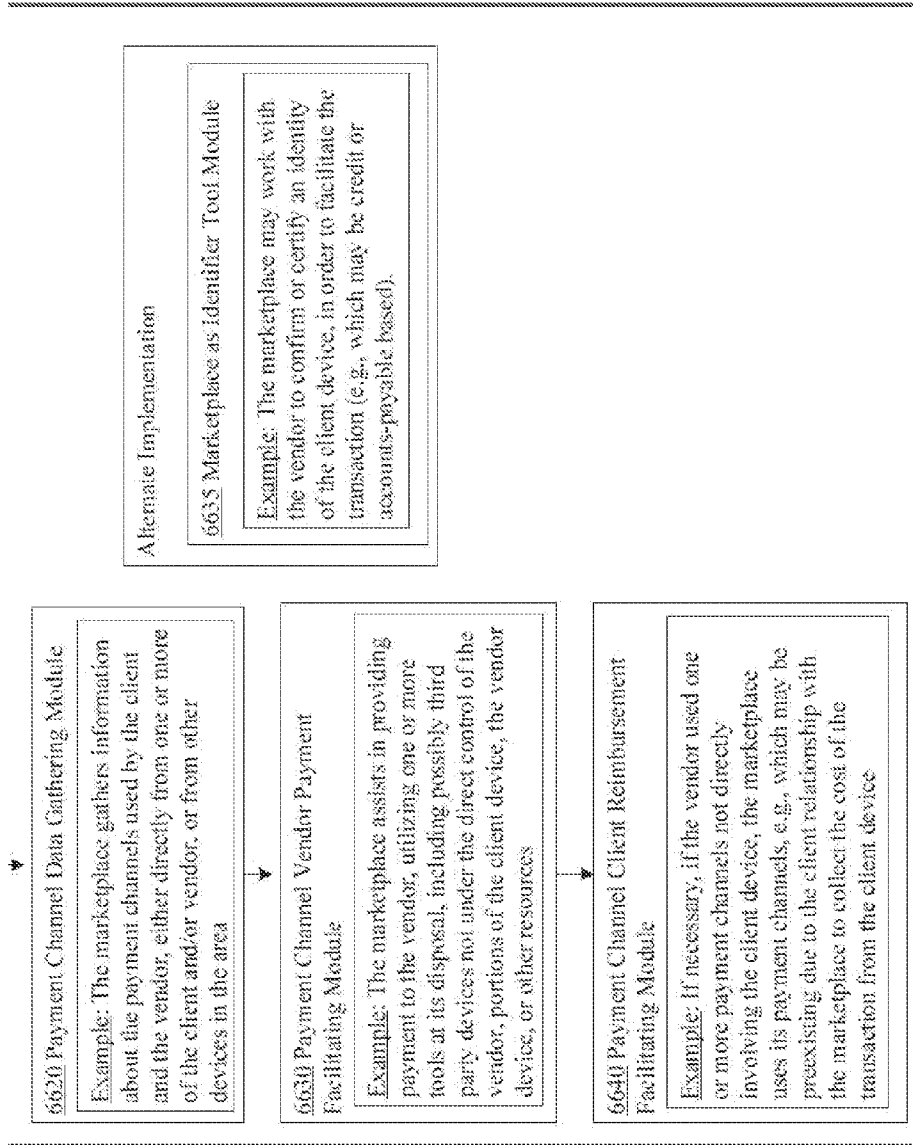 6620 Payment Channel Data Gathering Module
Example: The marketplace gathers information
about the payment channels used by the client
and the vendor, either directly from one or more
of the client and/or vendor, or from other
devices in the area
6630 Payment Channel Vendor Payment
Facilitating Module
Example: The marketplace assists in providing
payment to the vendor, utilizing one or more
tools at its disposal, including possibly third
party devices not under the direct control of the
vendor, portions of the client device, the vendor
device, or other resources
6640 Payment Channel Client Reimbursement
Facilitating Module
Example: If necessary, if the vendor used one
or more payment channels not directly
involving the client device, the marketplace
uses its payment channels, e.g., which may be
preexisting due to the client relationship with
the marketplace to collect the cost of the
transaction from the client device
Alternate Implementation
6635 Marketplace as identifier Tool Module
Example: The marketplace may work with
the vendor to confirm or certify an identity
of the client device, in order to facilitate the
transaction (e.g., which may be credit or
accounts-payable based).